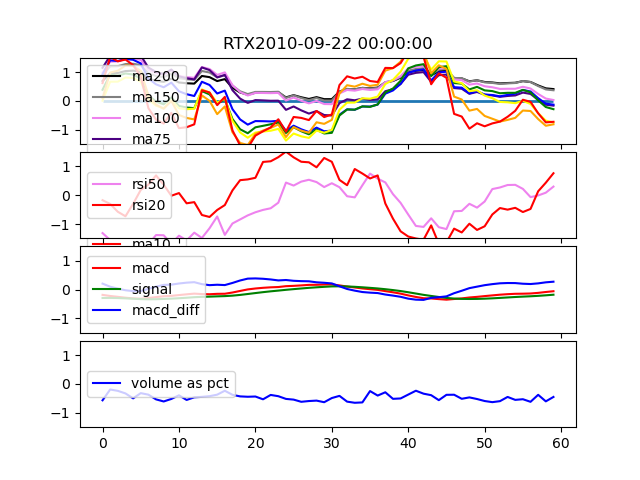 RTX2010-09-22 00:00:00
1
0
−1
ma200
ma150
ma100
ma75
1
0
−1
rsi50
rsi20
ma10
1
0
−1
macd
signal
macd_diff
1
0
−1
volume as pct
0 10 20 30 40 50 60